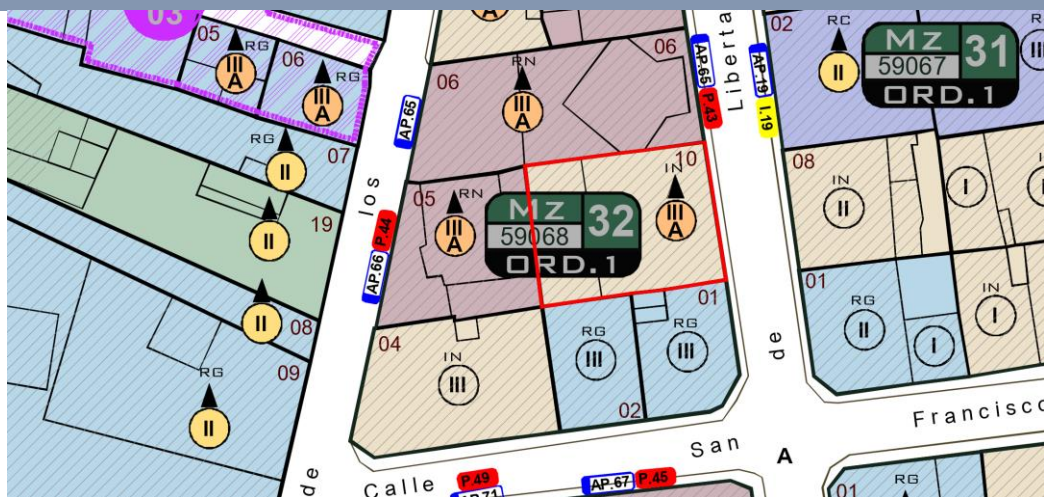 03
05
RG
III
A
06
RG
III
A
A
RN
III
A
06
06
AP.65
P.43
AP.65
Liberta
AP.19
I.19
02
RC
II
Mz
59067
31
ORD.1
RG
II
07
II
19
II
08
09
RG
II
los
AP.66
P.44
05
RN
III
A
Mz
59068
32
ORD.1
10
IN
III
A
08
IN
II
I
I
01
RG
II
I
IN
I
04
IN
III
RG
III
02
01
RG
III
de
de
Calle
San
Francisco
A
P.49
AP.71
AP.67
P.45
01
RG
IN